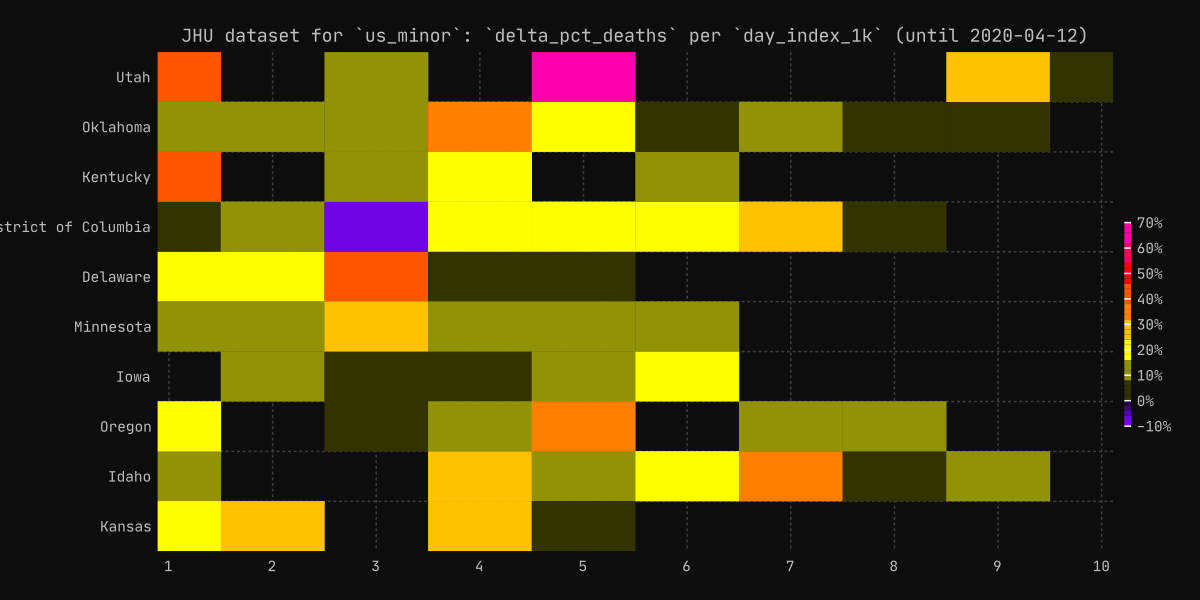 JHU dataset for `us_minor`: `delta_pct_deaths` per `day_index_1k` (until 2020-04-12)
Utah
Oklahoma
Kentucky
strict of Columbia
Delaware
Minnesota
Iowa
Oregon
Idaho
Kansas
1 2 3 4 5 6 7 8 9 10
70%
60%
50%
40%
30%
20%
10%
0%
-10%